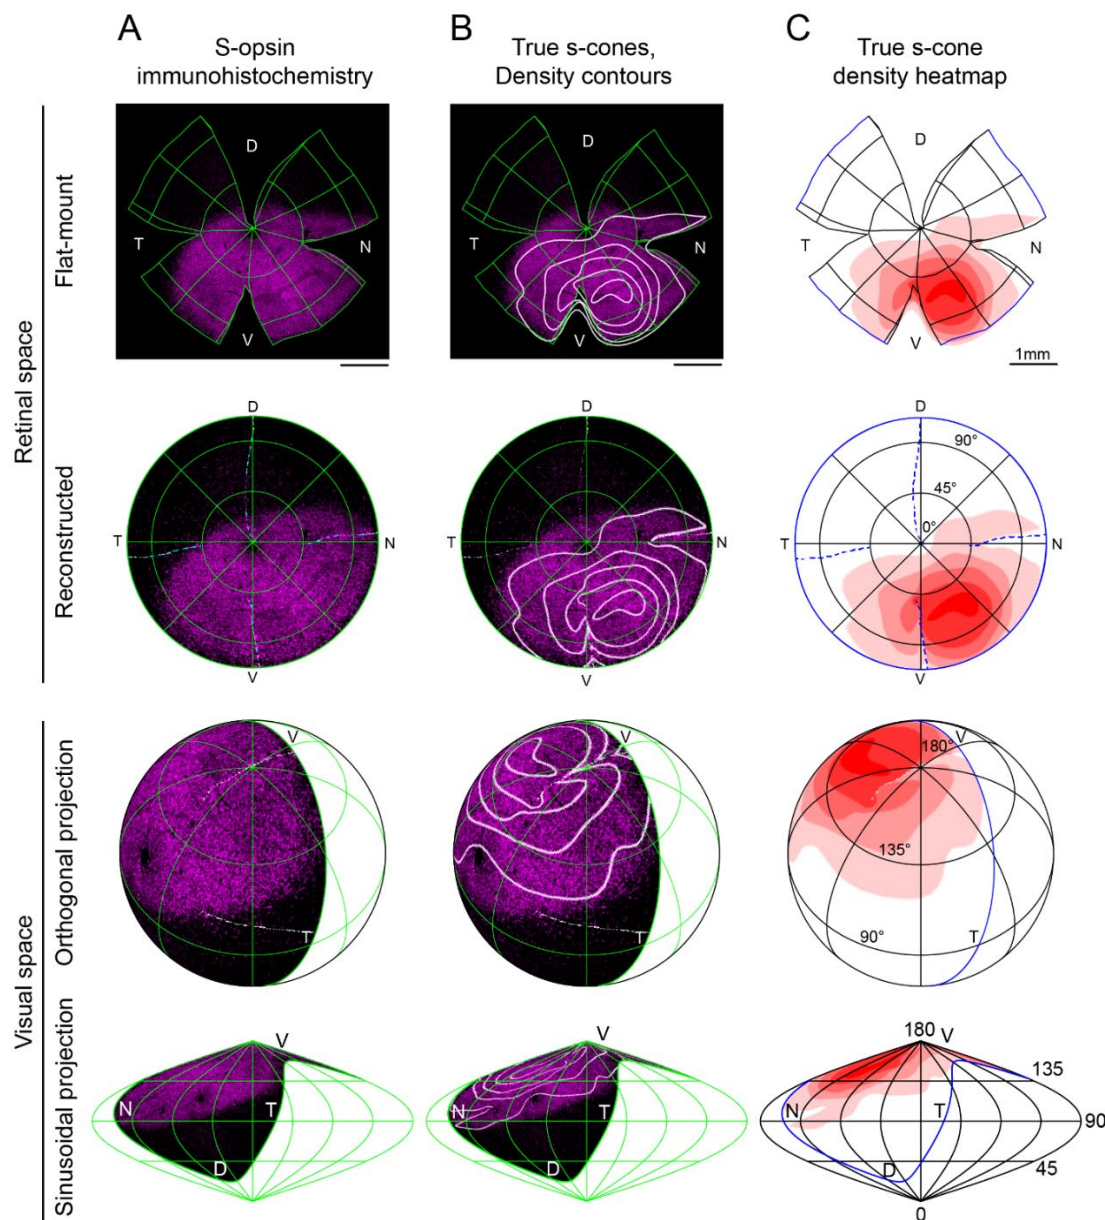 A
B
C
S-opsin
immunohistochemistry
True s-cones,
Density contours
True s-cone
density heatmap
Retinal space
Flat-mount
D
T
N
V
D
T
N
V
D
T
N
V
1mm
Reconstructed
D
T
N
V
D
T
N
V
D
90°
45°
0°
T
N
V
Visual space
Orthogonal projection
V
T
V
T
V
180°
135°
90°
T
Sinusoidal projection
V
N
T
D
V
N
T
D
180
V
135
N
T
90
D
45
0